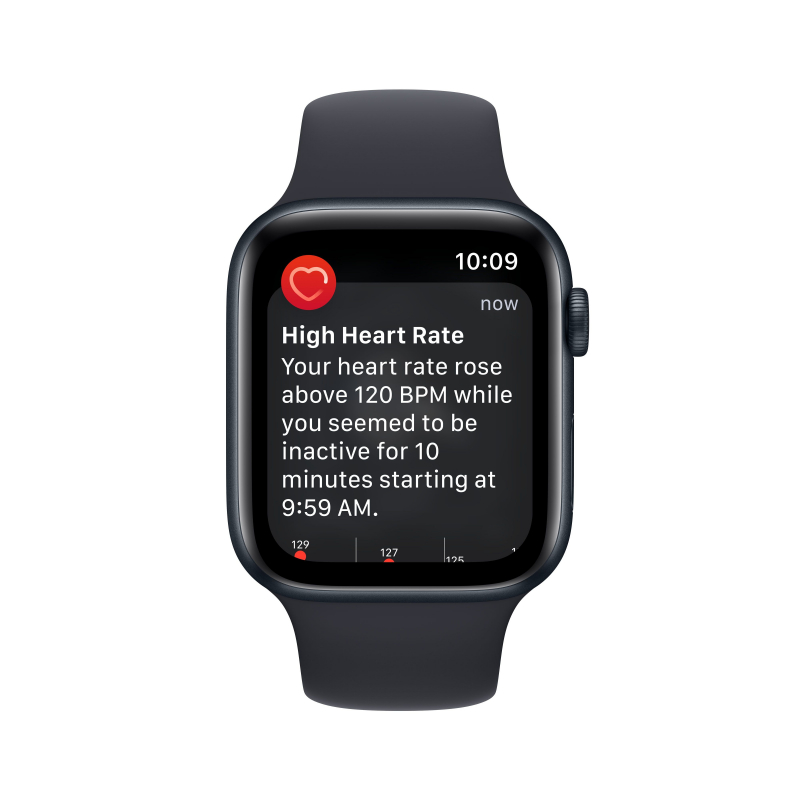 10:09
now
High Heart Rate
Your heart rate rose
above 120 BPM while
you seemed to be
inactive for 10
minutes starting at
9:59 AM.
129
127
125